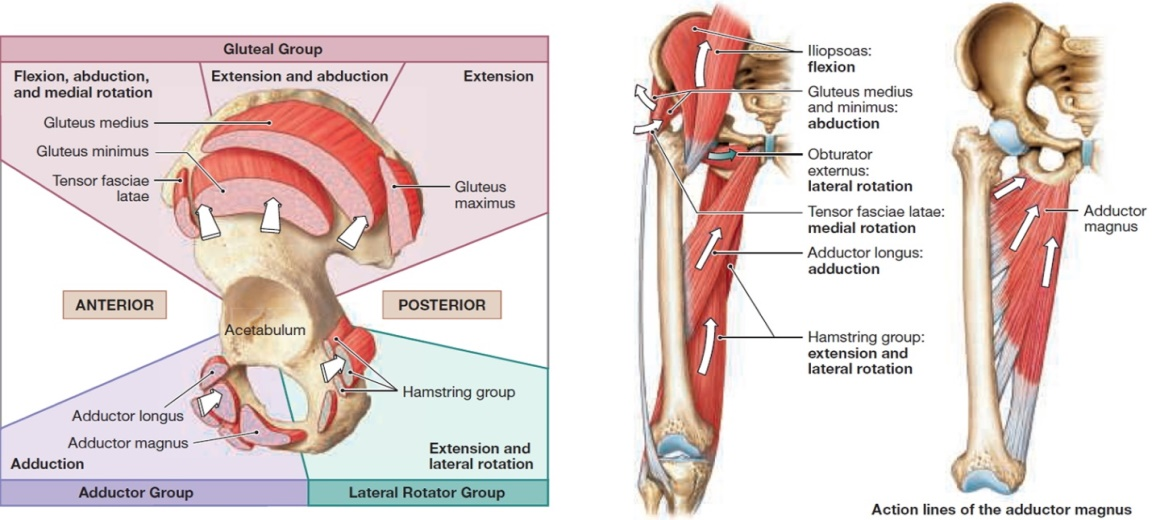 Gluteal Group
Flexion, abduction,
and medial rotation
Extension and abduction
Extension
Gluteus medius
Gluteus minimus
Tensor fasciae
latae
Gluteus
maximus
ANTERIOR
POSTERIOR
Acetabulum
Adductor longus
Adductor magnus
Hamstring group
Adduction
Extension and
lateral rotation
Adductor Group
Lateral Rotator Group
Iliopsoas:
flexion
Gluteus medius
and minimus:
abduction
Obturator
externus:
lateral rotation
Tensor fasciae latae:
medial rotation
Adductor longus:
adduction
Hamstring group:
extension and
lateral rotation
Adductor
magnus
Action lines of the adductor magnus